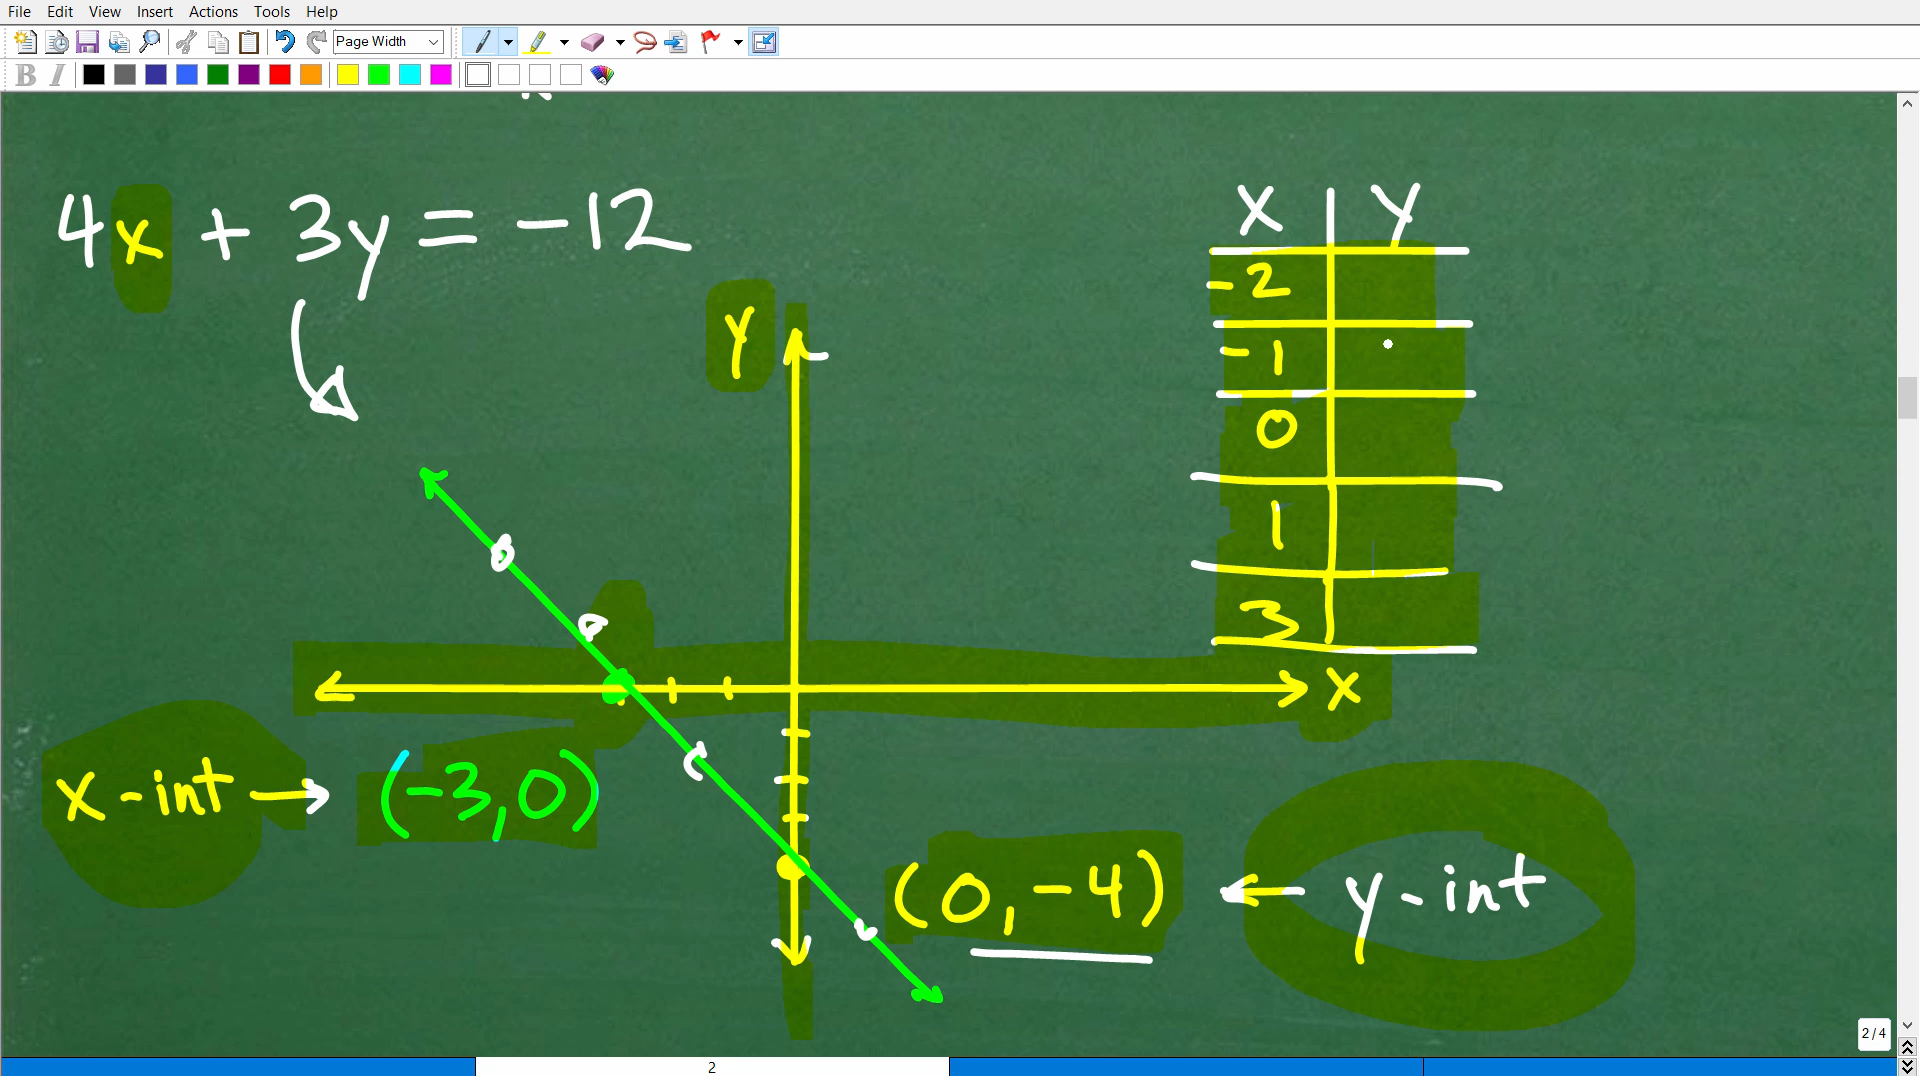 File Edit View Insert Actions Tools Help
Page Width
B I
4x + 3y = -12
X Y
-2
-1
0
1
3
Y
X
x-int → (-3,0)
(0,-4) ← y-int
2 / 4
2